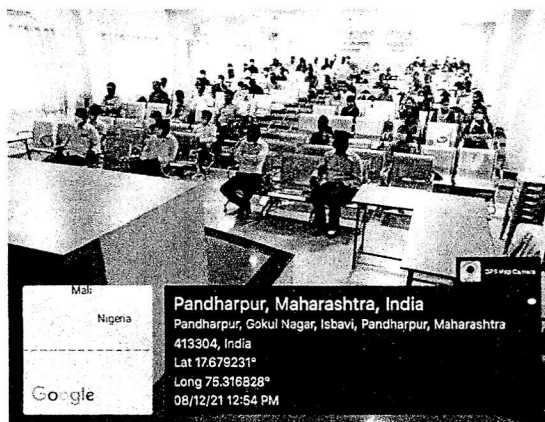 GPS Map Camera
Mali
Nigeria
Google
Pandharpur, Maharashtra, India
Pandharpur, Gokul Nagar, Isbavi, Pandharpur, Maharashtra
413304, India
Lat 17.679231°
Long 75.316828°
08/12/21 12:54 PM